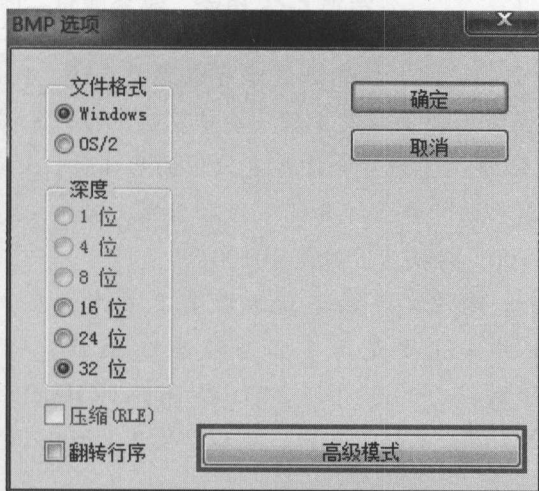 BMP 选项
文件格式
Windows
OS/2
确定
取消
深度
1 位
4 位
8 位
16 位
24 位
32 位
压缩(RLE)
翻转行序
高级模式